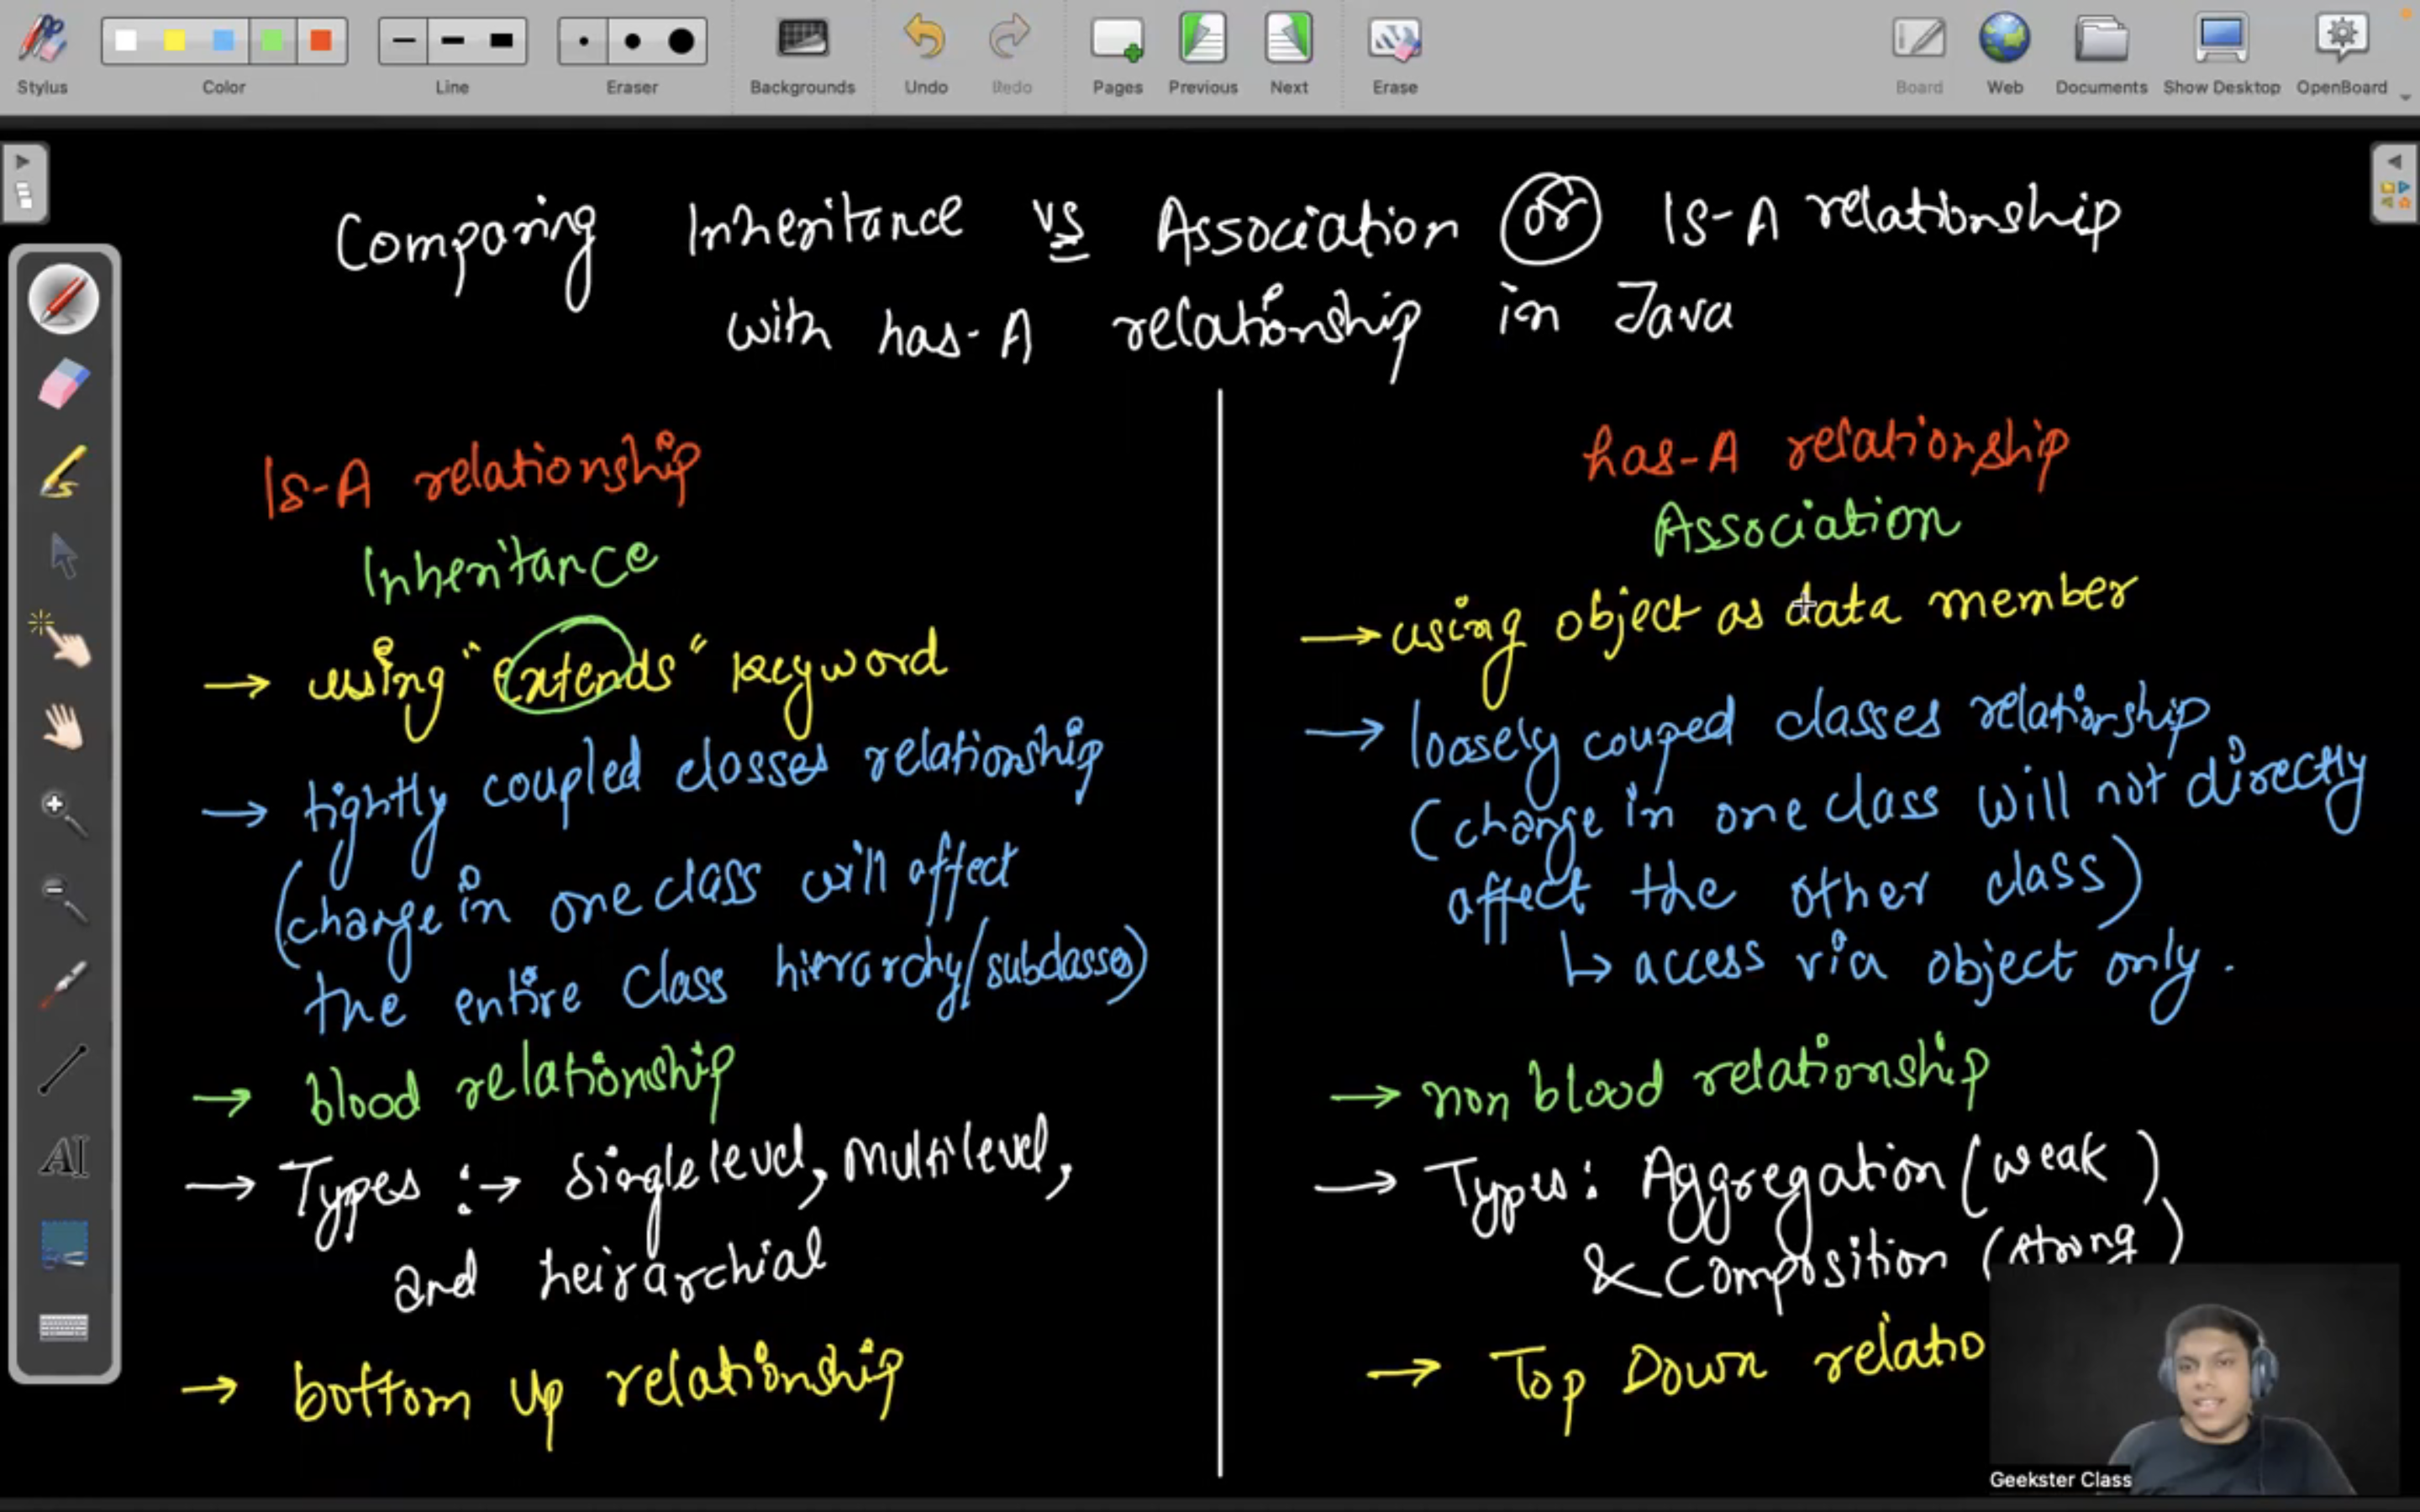 Stylus
Color
Line
Eraser
Backgrounds
Undo
Redo
Pages
Previous
Next
Erase
Board
Web
Documents
Show Desktop
OpenBoard
Comparing Inheritance vs Association or Is-A relationship
with has-A relationship in Java
Is-A relationship
Inheritance
→ using "extends" keyword
→ tightly coupled classes relationship
(change in one class will affect
the entire class hierarchy/subclasses)
→ blood relationship
→ Types :→ Single level, Multilevel,
and heirarchial
→ bottom up relationship
has-A relationship
Association
→ using object as data member
→ loosely couped classes relationship
(change in one class will not directly
affect the other class)
↳ access via object only.
→ non blood relationship
→ Types: Aggregation (weak)
& Composition (strong)
→ Top Down relatio
AI
Geekster Class